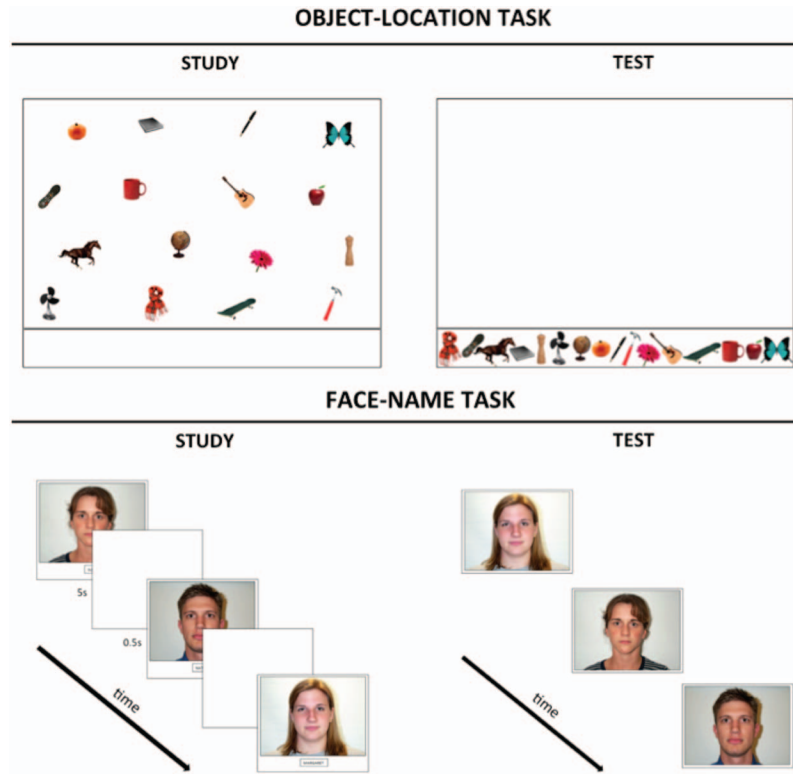 OBJECT-LOCATION TASK
STUDY
TEST
FACE-NAME TASK
STUDY
TEST
5s
0.5s
time
time